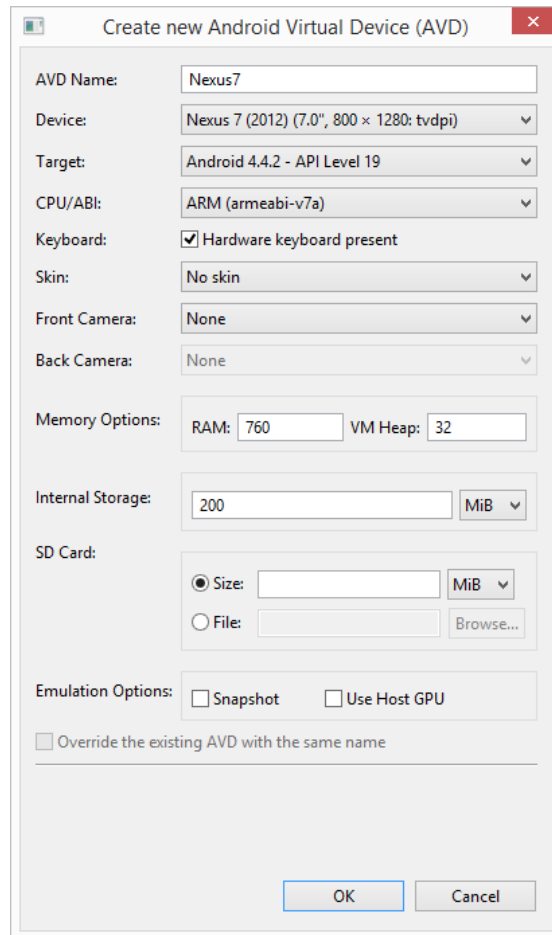 Create new Android Virtual Device (AVD)
AVD Name: Nexus7
Device: Nexus 7 (2012) (7.0", 800 × 1280: tvdpi)
Target: Android 4.4.2 - API Level 19
CPU/ABI: ARM (armeabi-v7a)
Keyboard: Hardware keyboard present
Skin: No skin
Front Camera: None
Back Camera: None
Memory Options: RAM: 760 VM Heap: 32
Internal Storage: 200 MiB
SD Card:
Size: MiB
File: Browse...
Emulation Options: Snapshot Use Host GPU
Override the existing AVD with the same name
OK Cancel